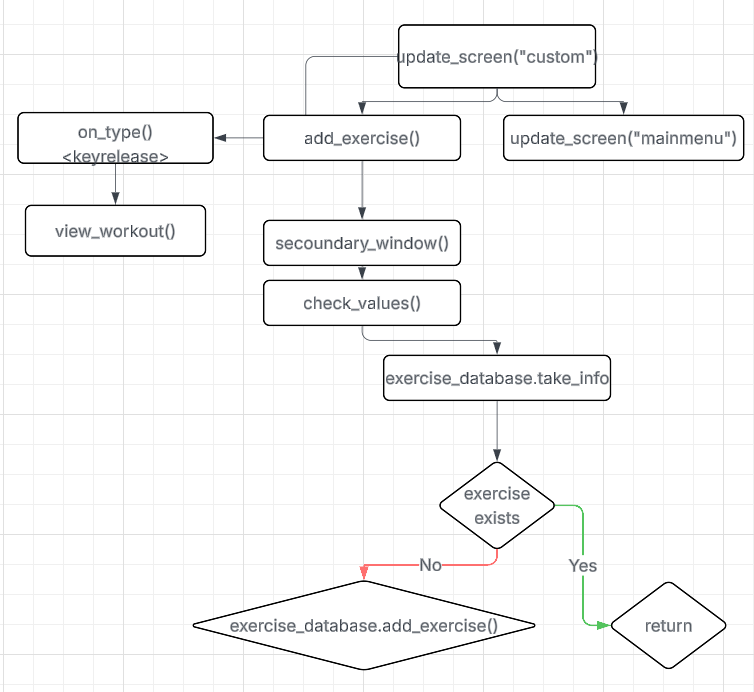 update_screen("custom")
on_type()
<keyrelease>
add_exercise()
update_screen("mainmenu")
view_workout()
secoundary_window()
check_values()
exercise_database.take_info
exercise
exists
No
Yes
exercise_database.add_exercise()
return